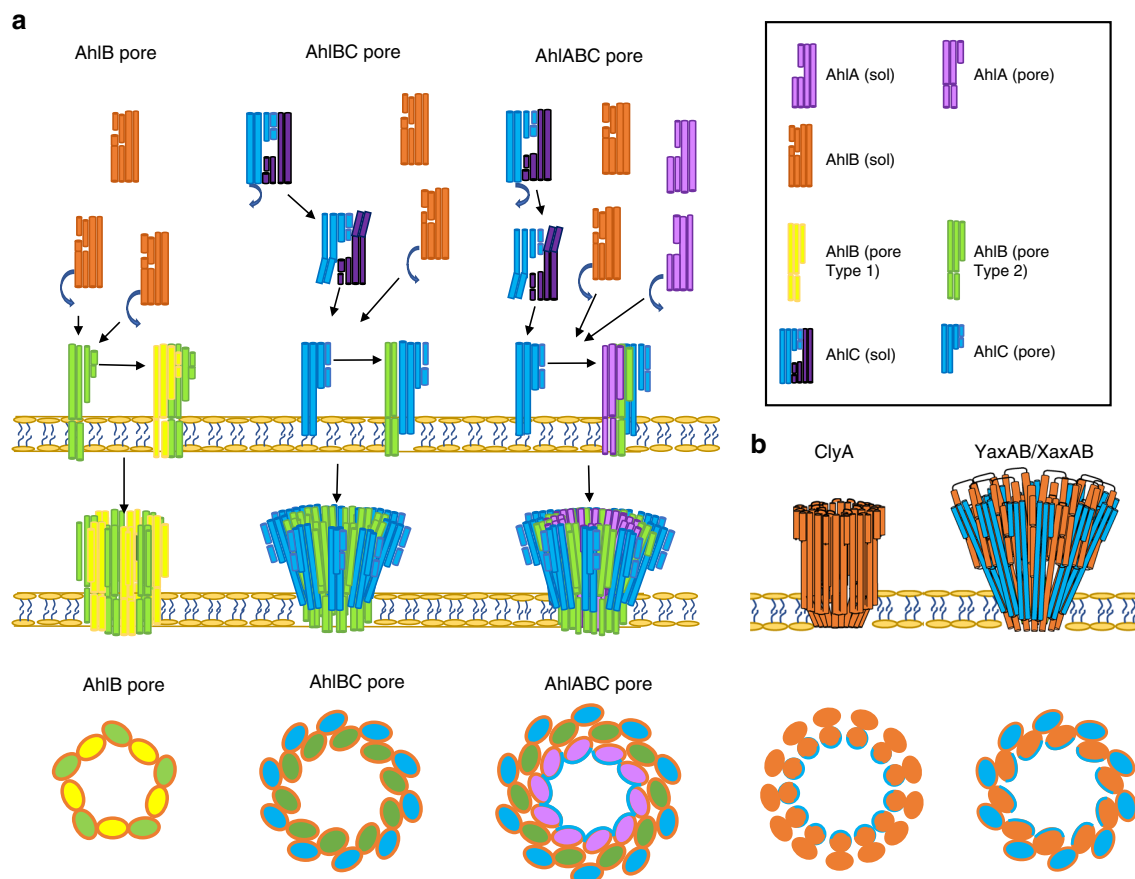 a
AhlB pore
AhlBC pore
AhlABC pore
AhlA (sol)
AhlA (pore)
AhlB (sol)
AhlB (pore
Type 1)
AhlB (pore
Type 2)
AhlC (sol)
AhlC (pore)
b
ClyA
YaxAB/XaxAB
AhlB pore
AhlBC pore
AhlABC pore